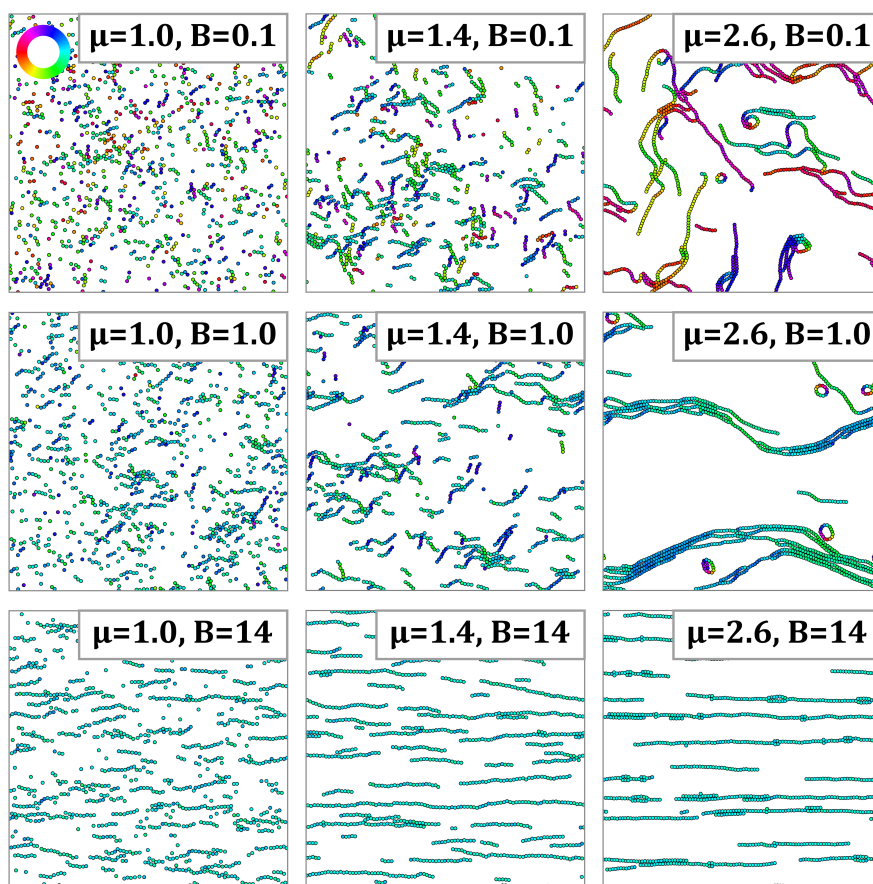 μ=1.0, B=0.1
μ=1.4, B=0.1
μ=2.6, B=0.1
μ=1.0, B=1.0
μ=1.4, B=1.0
μ=2.6, B=1.0
μ=1.0, B=14
μ=1.4, B=14
μ=2.6, B=14